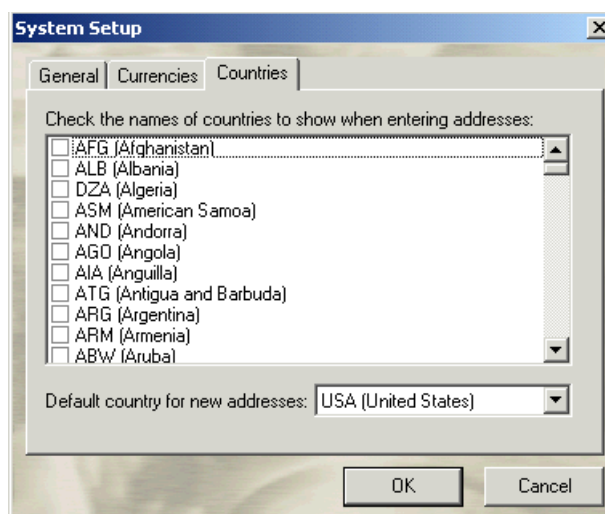 System Setup
General Currencies Countries
Check the names of countries to show when entering addresses:
AFG (Afghanistan)
ALB (Albania)
DZA (Algeria)
ASM (American Samoa)
AND (Andorra)
AGO (Angola)
AIA (Anguilla)
ATG (Antigua and Barbuda)
ARG (Argentina)
ARM (Armenia)
ABW (Aruba)
Default country for new addresses: USA (United States)
OK Cancel